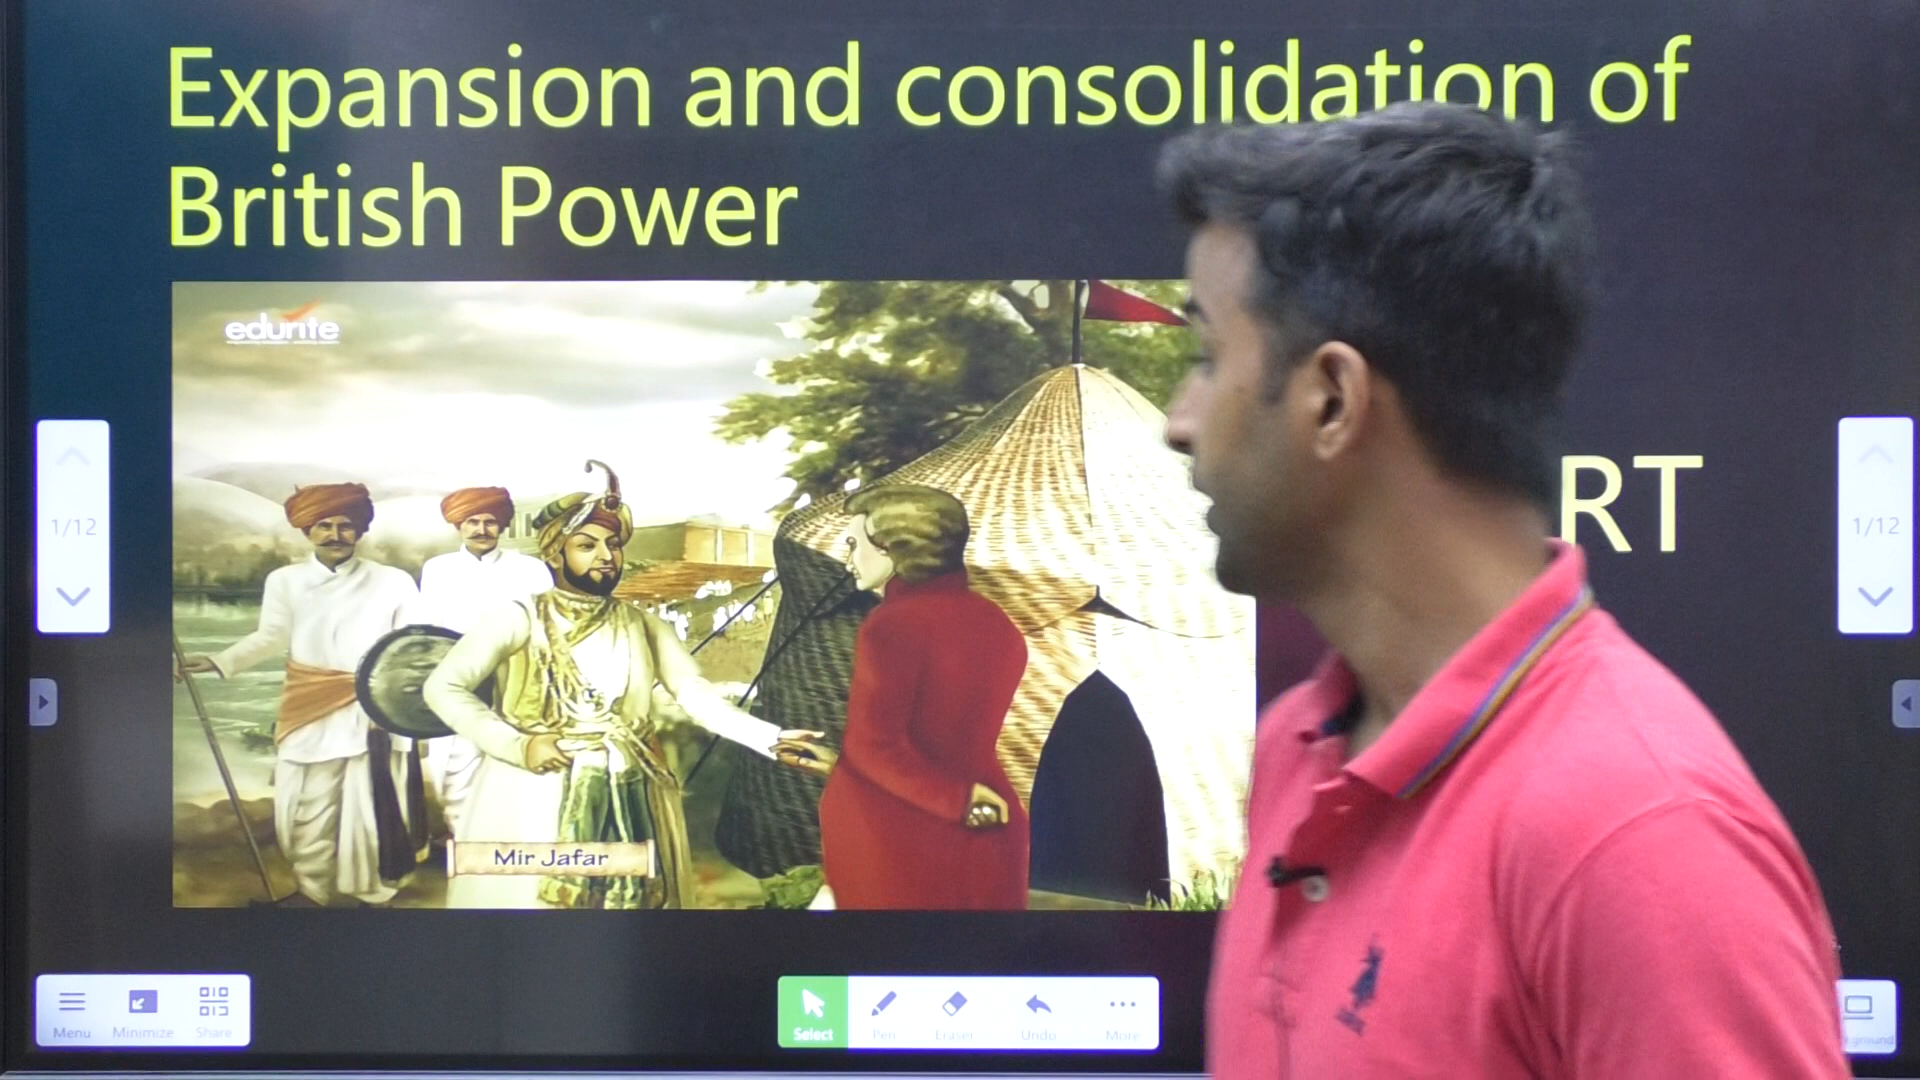 Expansion and consolidation of
British Power
edurite
1/12
1/12
RT
Mir Jafar
Menu
Minimize
Share
Select
Pen
Eraser
Undo
More
ground